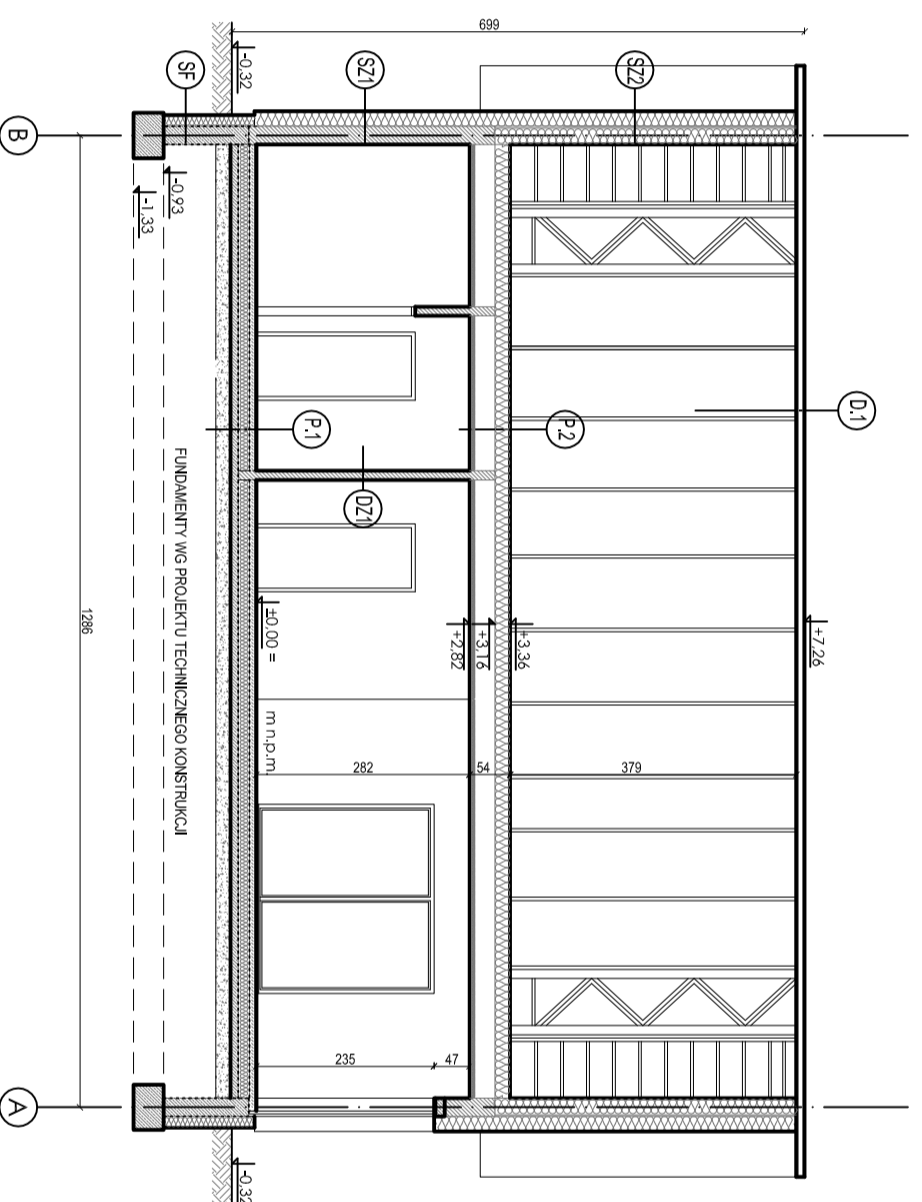 699
-0,32
SF
SZ1
SZ2
B
-0,93
-1,33
D.1
P.1
P.2
DZ1
FUNDAMENTY WG PROJEKTU TECHNICZNEGO KONSTRUKCJI
1286
±0,00 =
m n.p.m.
+2,82
+3,16
+3,36
+7,26
282
54
379
235
47
A
-0,32